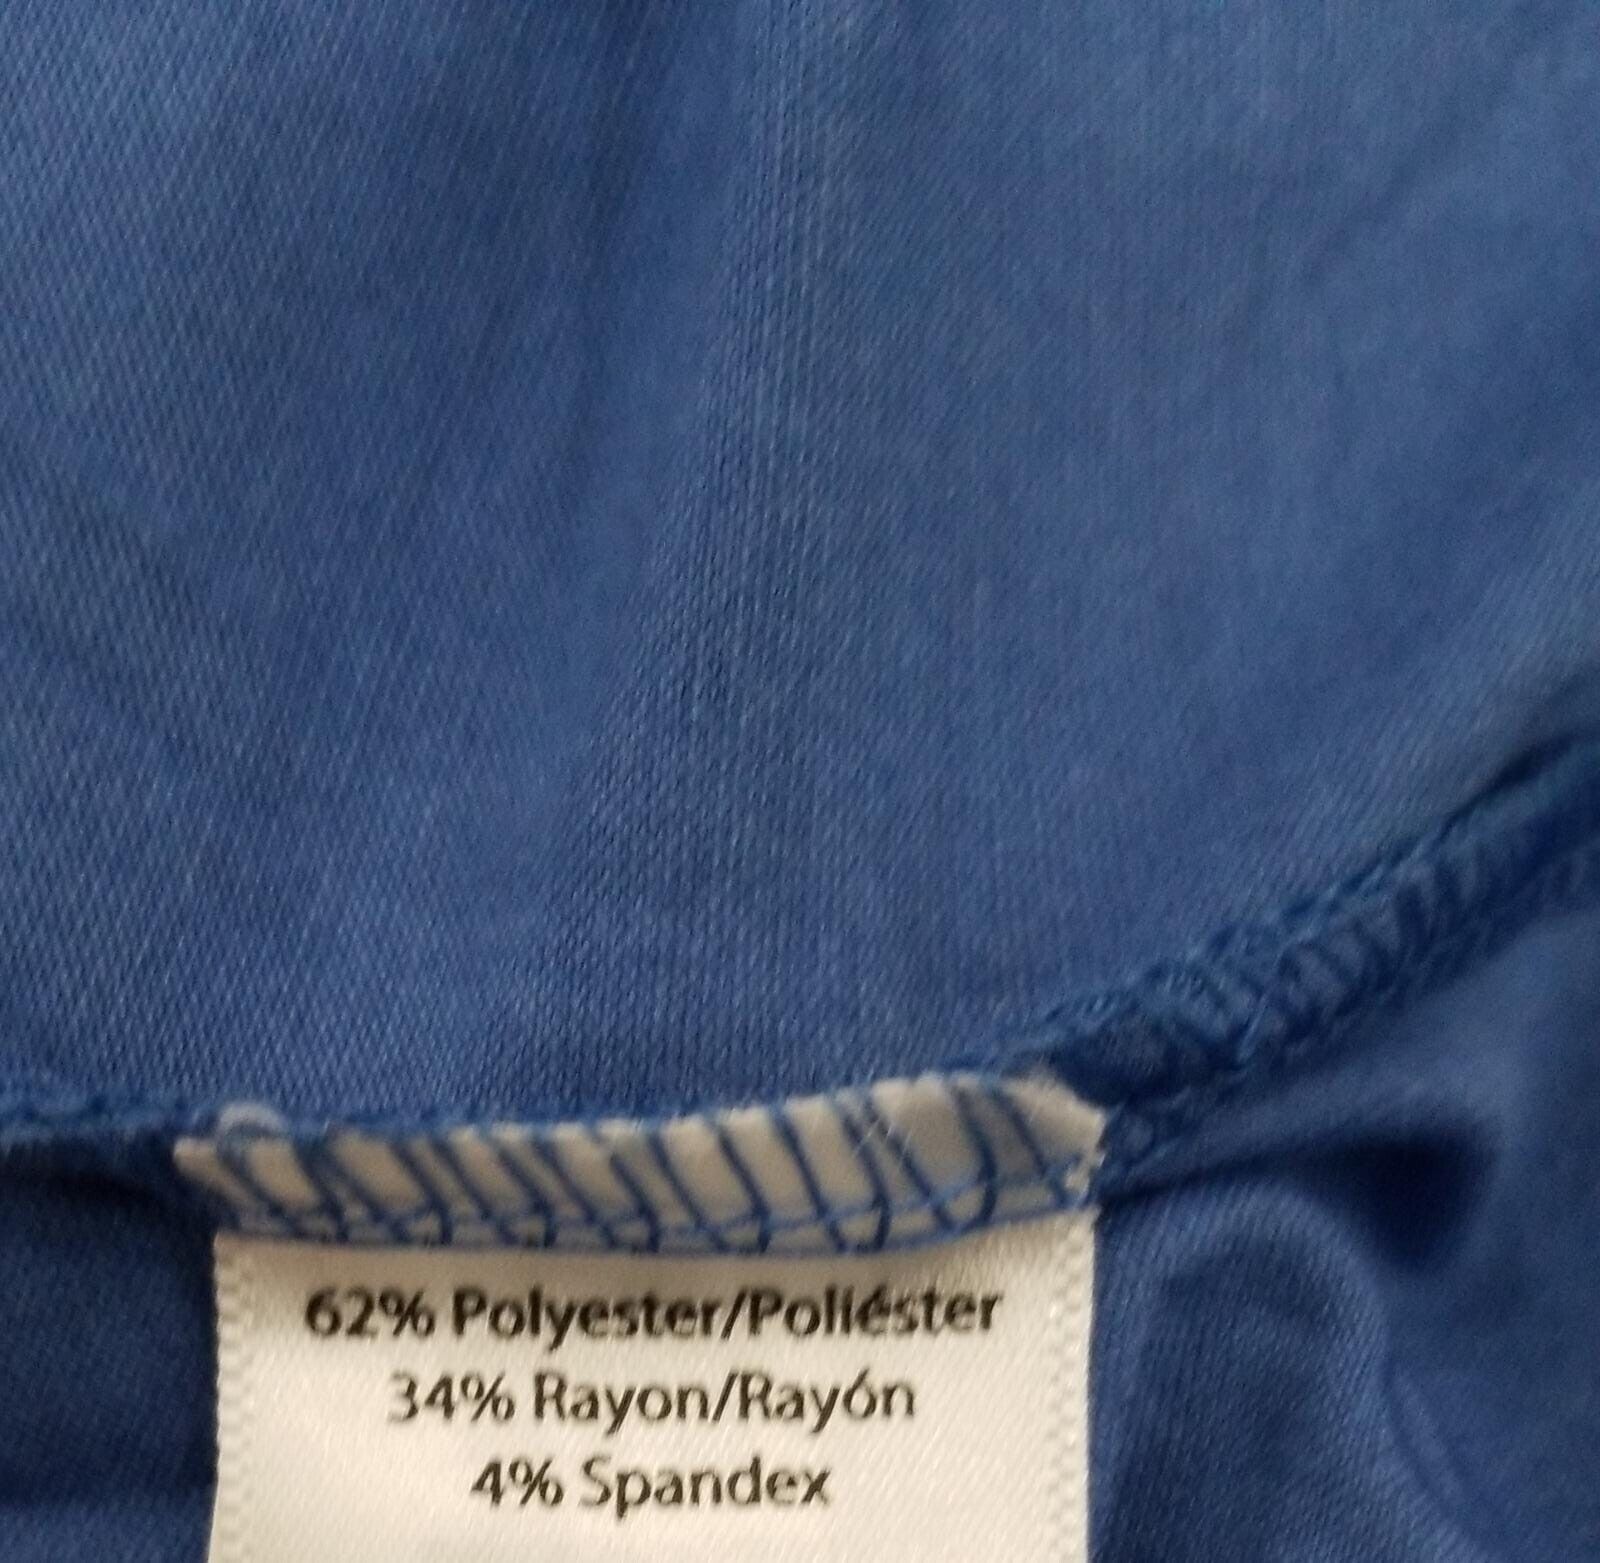 62% Polyester/Poliéster
34% Rayon/Rayón
4% Spandex